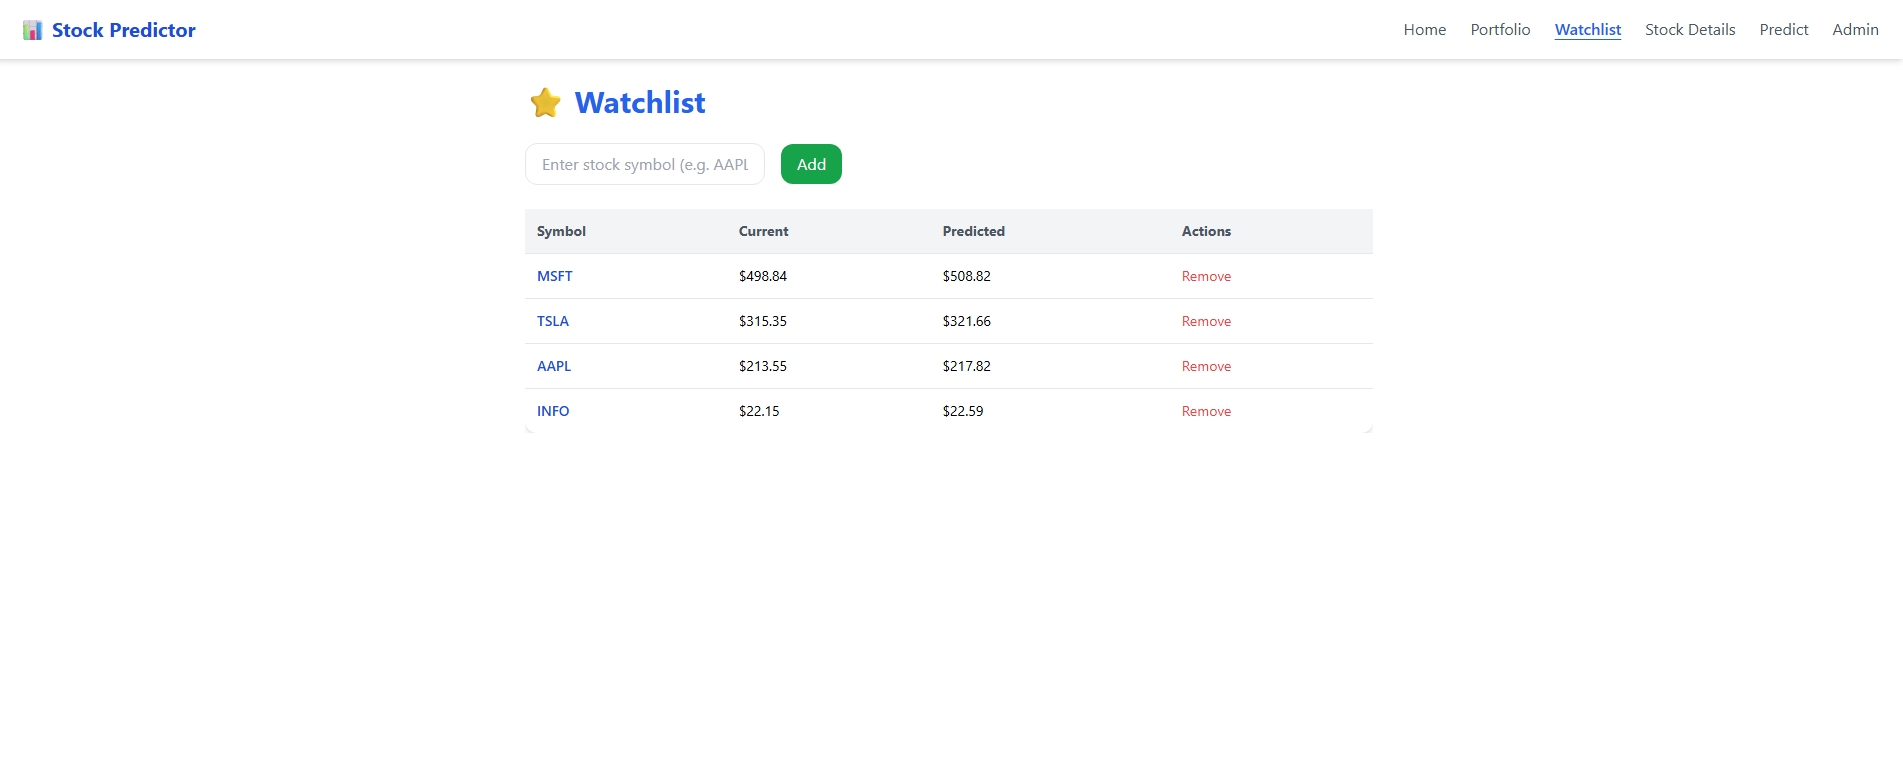 Stock Predictor Home Portfolio Watchlist Stock Details Predict Admin
Watchlist
Enter stock symbol (e.g. AAPL Add
Symbol Current Predicted Actions
MSFT $498.84 $508.82 Remove
TSLA $315.35 $321.66 Remove
AAPL $213.55 $217.82 Remove
INFO $22.15 $22.59 Remove